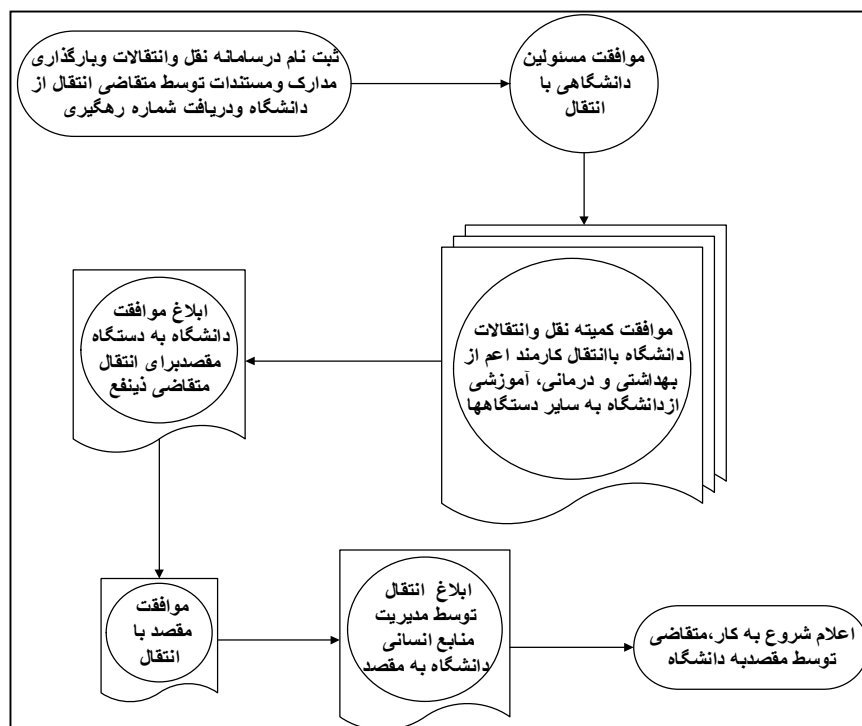 ثبت نام درسامانه نقل وانتقالات وبارگذاری
مدارک ومستندات توسط متقاضی انتقال از
دانشگاه ودریافت شماره رهگیری
موافقت مسئولین
دانشگاهی با
انتقال
موافقت کمیته نقل وانتقالات
دانشگاه باانتقال کارمند اعم از
بهداشتی و درمانی، آموزشی
ازدانشگاه به سایر دستگاهها
ابلاغ موافقت
دانشگاه به دستگاه
مقصدبرای انتقال
متقاضی ذینفع
موافقت
مقصد با
انتقال
ابلاغ انتقال
توسط مدیریت
منابع انسانی
دانشگاه به مقصد
اعلام شروع به کار،متقاضی
توسط مقصدبه دانشگاه